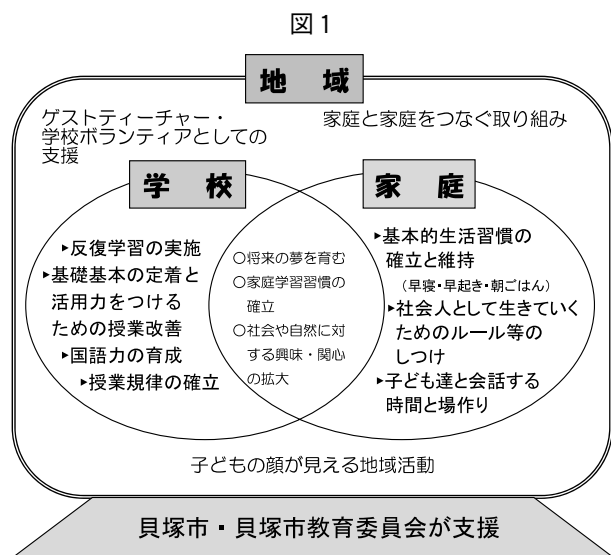 図1
地 域
ゲストティーチャー・
学校ボランティアとしての
支援
家庭と家庭をつなぐ取り組み
学 校
▸反復学習の実施
▸基礎基本の定着と
活用力をつける
ための授業改善
▸国語力の育成
▸授業規律の確立
○将来の夢を育む
○家庭学習習慣の
確立
○社会や自然に対
する興味・関心
の拡大
家 庭
▸基本的生活習慣の
確立と維持
(早寝・早起き・朝ごはん)
▸社会人として生きていく
ためのルール等の
しつけ
▸子ども達と会話する
時間と場作り
子どもの顔が見える地域活動
貝塚市・貝塚市教育委員会が支援